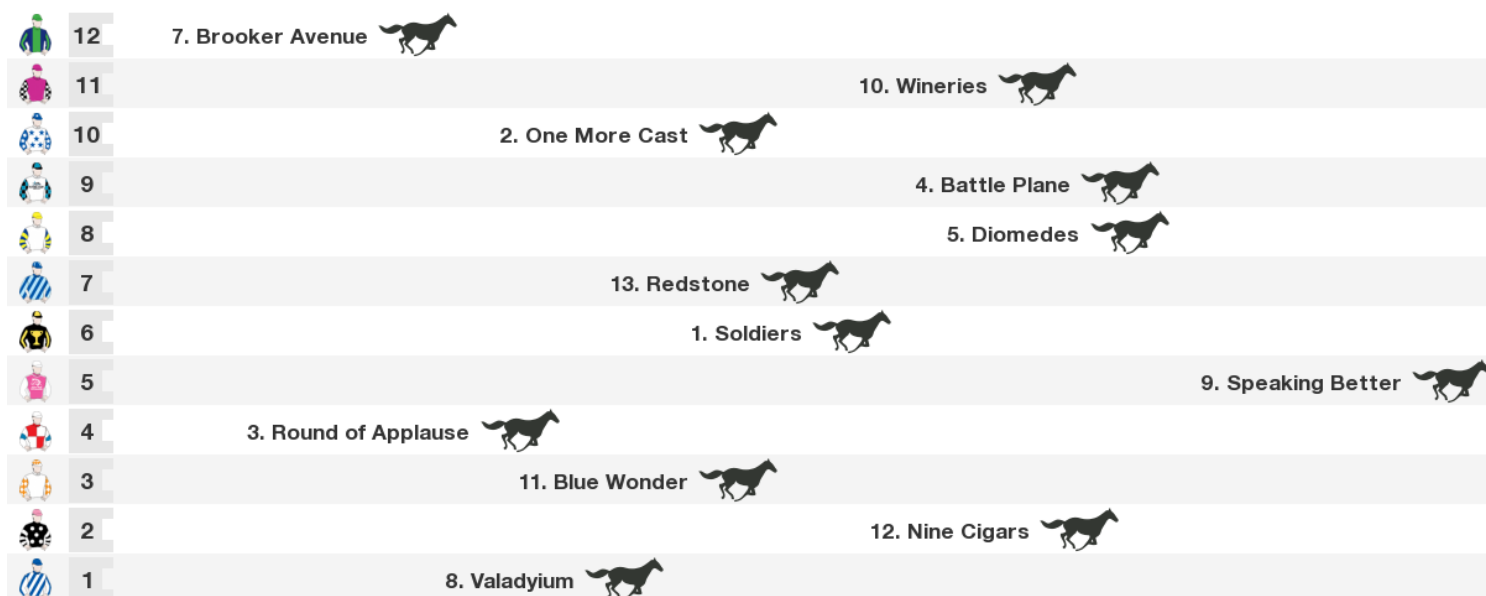 12 7. Brooker Avenue
11 10. Wineries
10 2. One More Cast
9 4. Battle Plane
8 5. Diomedes
7 13. Redstone
6 1. Soldiers
5 9. Speaking Better
4 3. Round of Applause
3 11. Blue Wonder
2 12. Nine Cigars
1 8. Valadyium